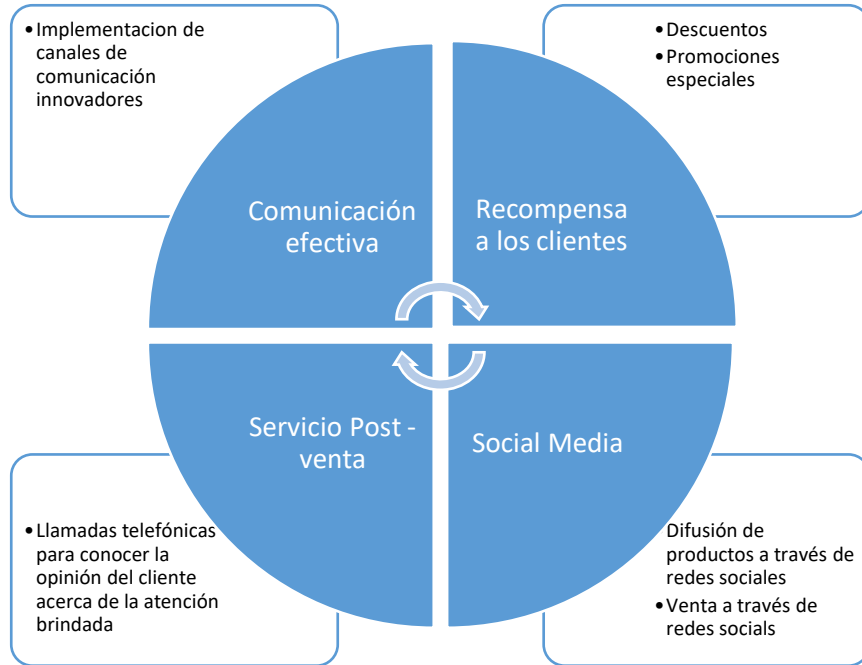 •Implementacion de
canales de
comunicación
innovadores
•Descuentos
•Promociones
especiales
Comunicación
efectiva
Recompensa
a los clientes
Servicio Post -
venta
Social Media
•Llamadas telefónicas
para conocer la
opinión del cliente
acerca de la atención
brindada
Difusión de
productos a través de
redes sociales
•Venta a través de
redes socials